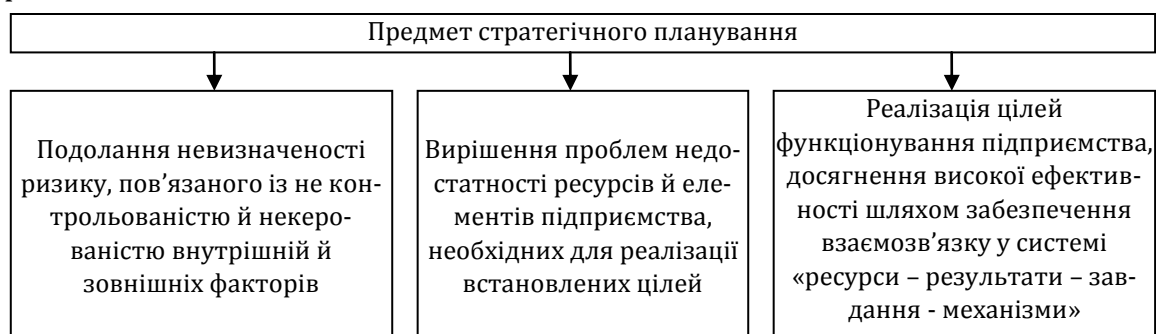 Предмет стратегічного планування
Подолання невизначеності
ризику, пов’язаного із не кон-
трольованістю й некеро-
ваністю внутрішній й
зовнішніх факторів
Вирішення проблем недо-
статності ресурсів й еле-
ментів підприємства,
необхідних для реалізації
встановлених цілей
Реалізація цілей
функціонування підприємства,
досягнення високої ефектив-
ності шляхом забезпечення
взаємозв’язку у системі
«ресурси – результати – зав-
дання - механізми»